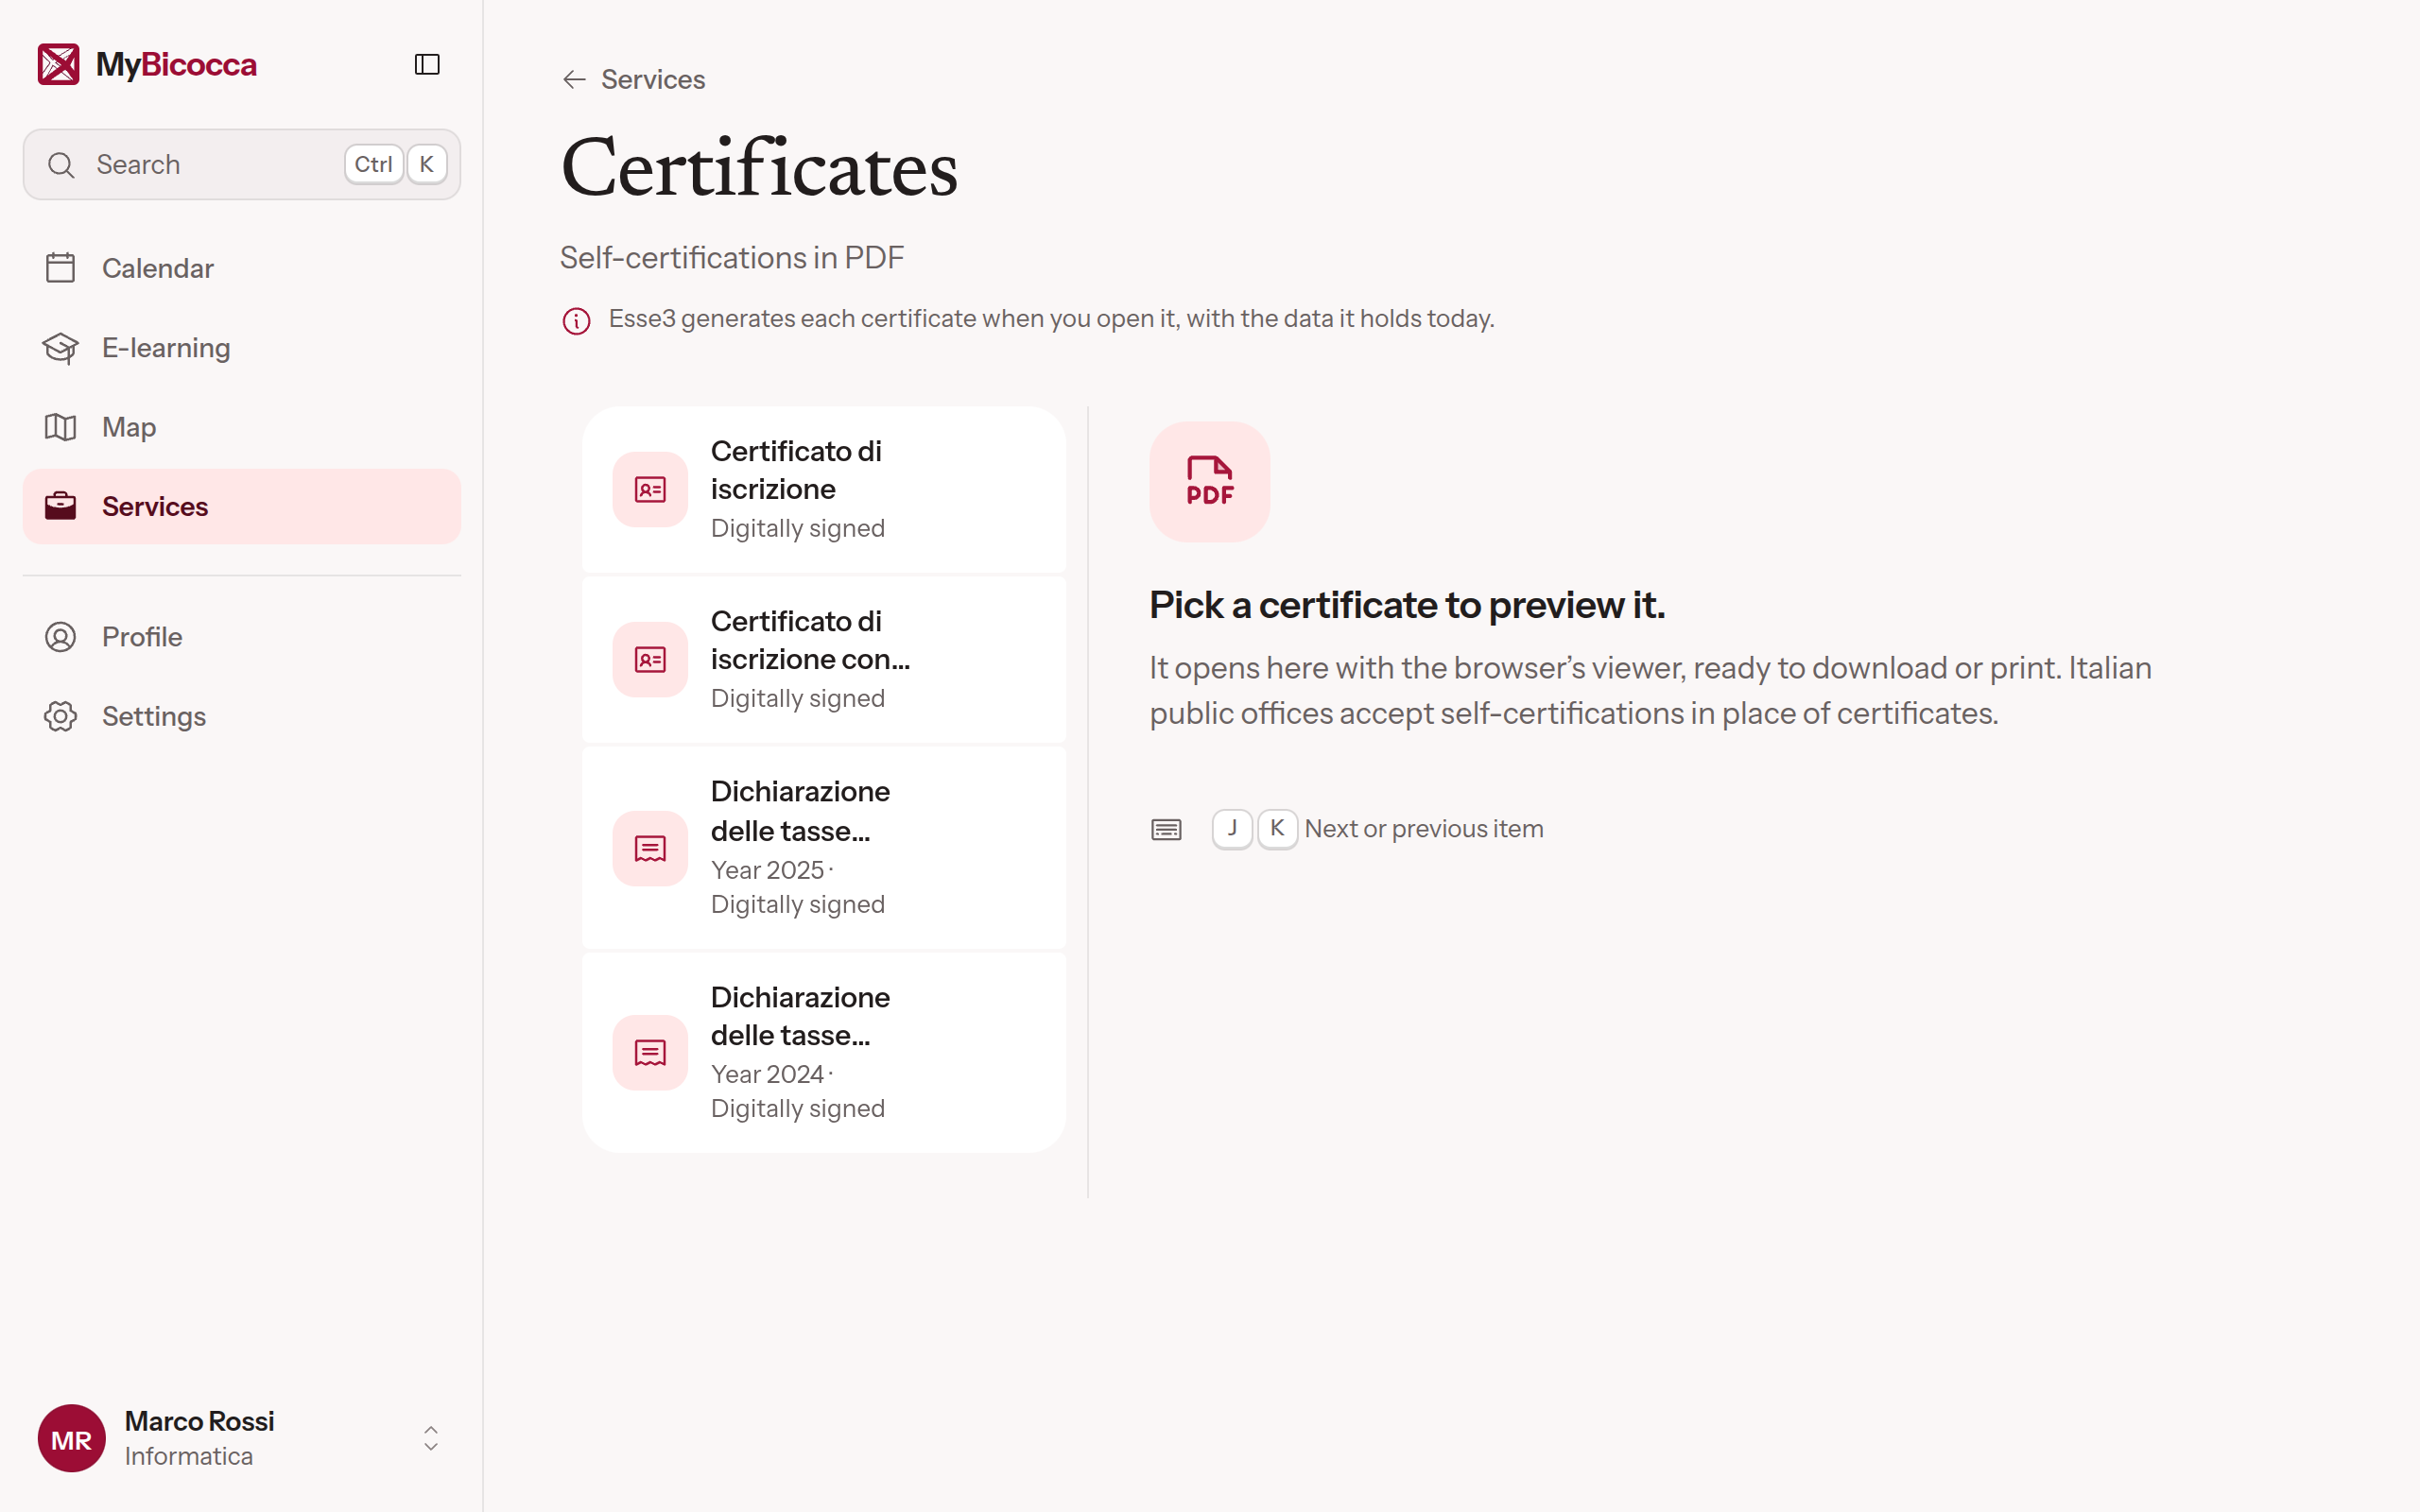 MyBicocca
Search
Ctrl K
Calendar
E-learning
Map
Services
Profile
Settings
MR
Marco Rossi
Informatica
Services
Certificates
Self-certifications in PDF
Esse3 generates each certificate when you open it, with the data it holds today.
Certificato di
iscrizione
Digitally signed
Certificato di
iscrizione con...
Digitally signed
Dichiarazione
delle tasse...
Year 2025 ·
Digitally signed
Dichiarazione
delle tasse...
Year 2024 ·
Digitally signed
PDF
Pick a certificate to preview it.
It opens here with the browser’s viewer, ready to download or print. Italian
public offices accept self-certifications in place of certificates.
J K Next or previous item